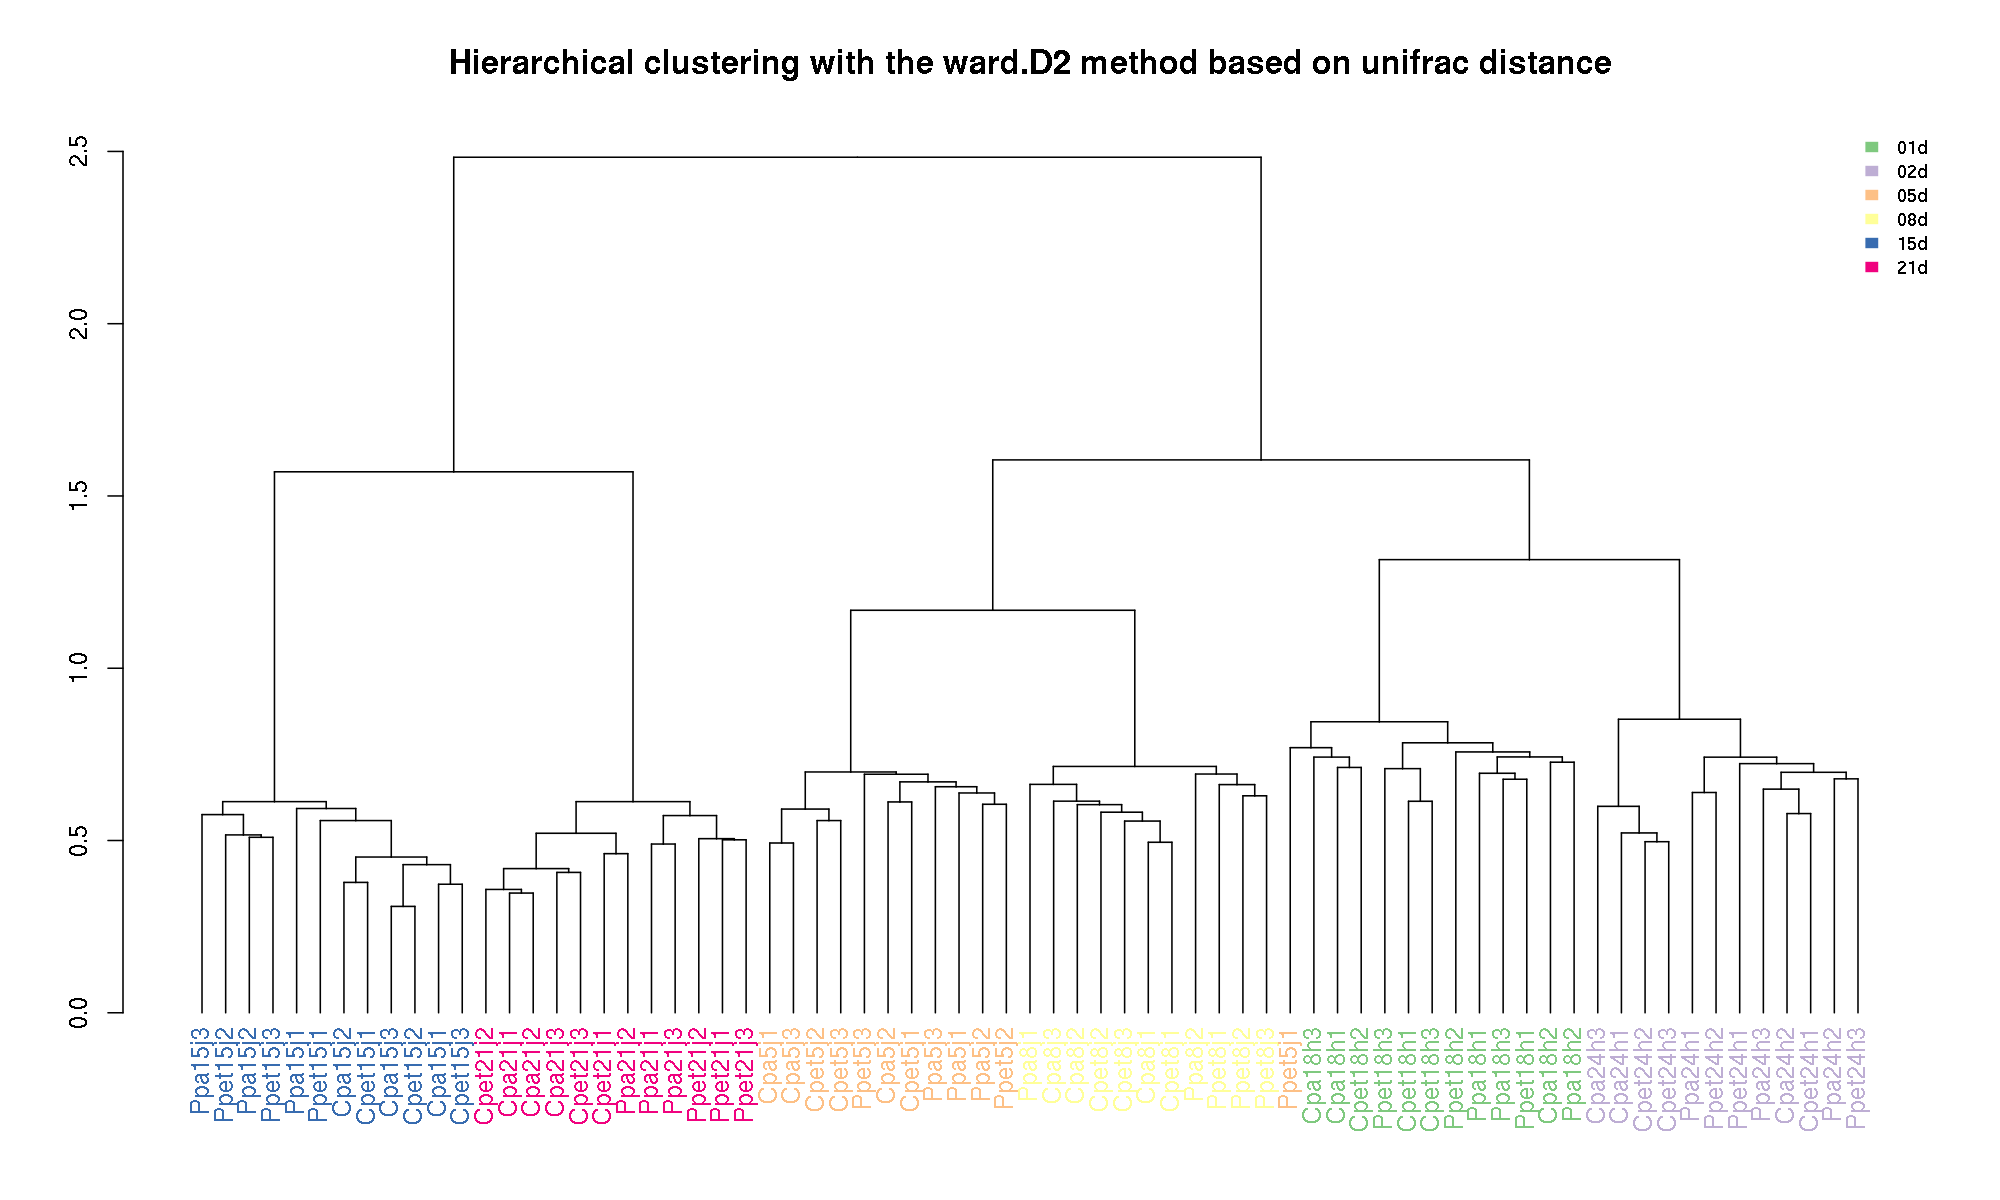 Hierarchical clustering with the ward.D2 method based on unifrac distance
2.5
2.0
1.5
1.0
0.5
0.0
01d
02d
05d
08d
15d
21d
Ppa15j3
Ppet15j2
Ppa15j2
Ppet15j3
Ppa15j1
Ppet15j1
Cpa15j2
Cpet15j1
Cpa15j3
Cpet15j2
Cpa15j1
Cpet15j3
Cpet21j2
Cpa21j1
Cpa21j2
Cpa21j3
Cpet21j3
Cpet21j1
Ppa21j2
Ppa21j1
Ppa21j3
Ppet21j2
Ppet21j1
Ppet21j3
Cpa5j1
Cpa5j3
Cpet5j2
Cpet5j3
Ppet5j3
Cpa5j2
Cpet5j1
Ppa5j3
Ppa5j1
Ppa5j2
Ppet5j2
Ppa8j1
Cpa8j3
Cpa8j2
Cpet8j2
Cpet8j3
Cpa8j1
Cpet8j1
Ppa8j2
Ppet8j1
Ppet8j2
Ppet8j3
Ppet5j1
Cpa18h3
Cpa18h1
Cpet18h2
Ppet18h3
Cpet18h1
Cpet18h3
Ppet18h2
Ppa18h1
Ppa18h3
Ppet18h1
Cpa18h2
Ppa18h2
Cpa24h3
Cpa24h1
Cpet24h2
Cpet24h3
Ppa24h1
Ppet24h2
Ppet24h1
Ppa24h3
Cpa24h2
Cpet24h1
Ppa24h2
Ppet24h3